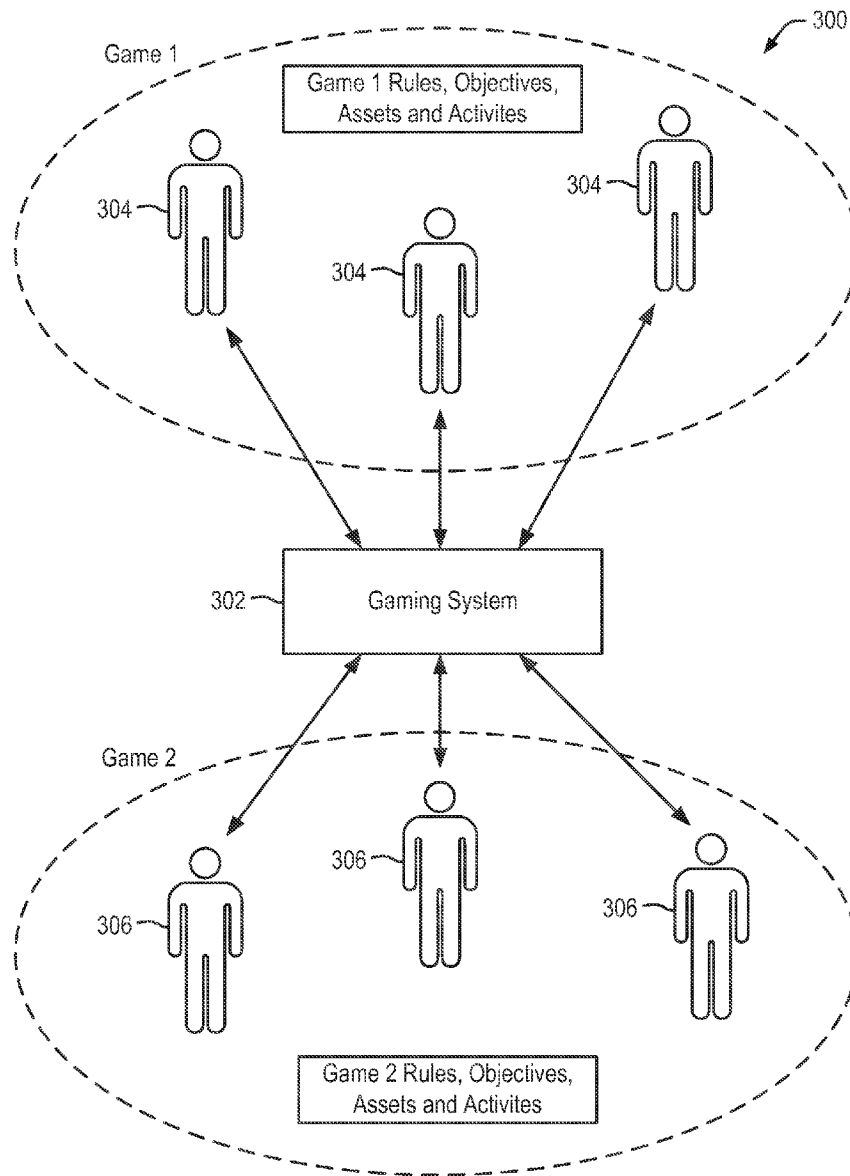 300
Game 1
Game 1 Rules, Objectives,
Assets and Activites
304
304
304
302
Gaming System
Game 2
306
306
306
Game 2 Rules, Objectives,
Assets and Activites